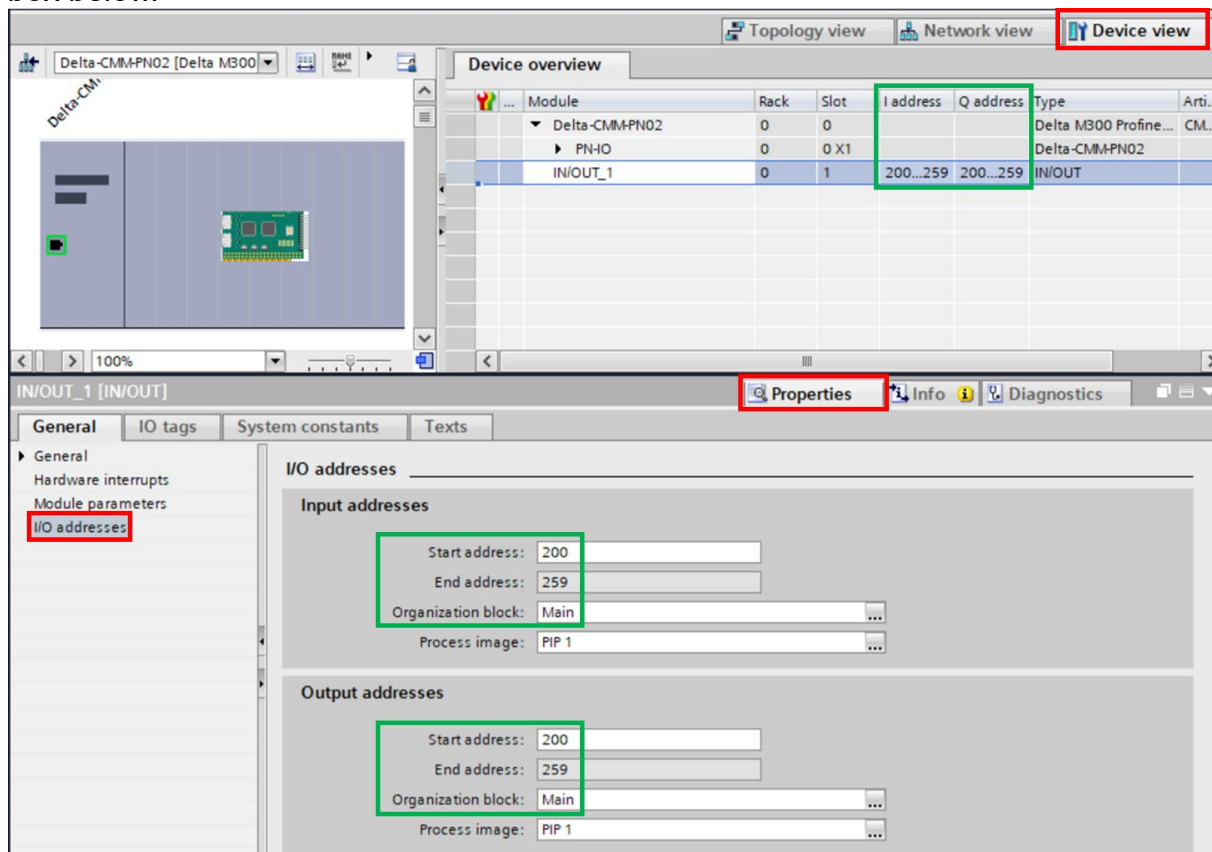 Topology view Network view Device view
Delta-CMM-PN02 [Delta M300 Device overview
Delta-CM
... Module Rack Slot I address Q address Type Arti...
Delta-CMM-PN02 0 0 Delta M300 Profine... CM...
PN-IO 0 0 X1 Delta-CMM-PN02
IN/OUT_1 0 1 200...259 200...259 IN/OUT
100%
IN/OUT_1 [IN/OUT] Properties Info Diagnostics
General IO tags System constants Texts
General
Hardware interrupts
Module parameters
I/O addresses
I/O addresses
Input addresses
Start address: 200
End address: 259
Organization block: Main ...
Process image: PIP 1 ...
Output addresses
Start address: 200
End address: 259
Organization block: Main ...
Process image: PIP 1 ...